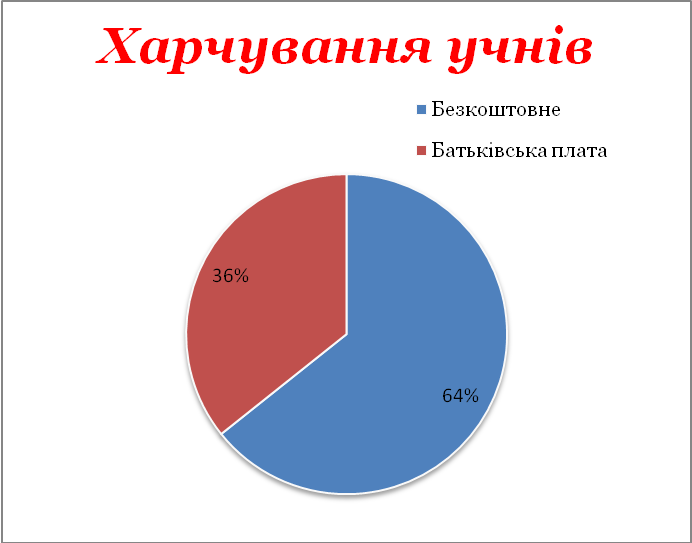 Харчування учнів
Безкоштовне
Батьківська плата
36%
64%